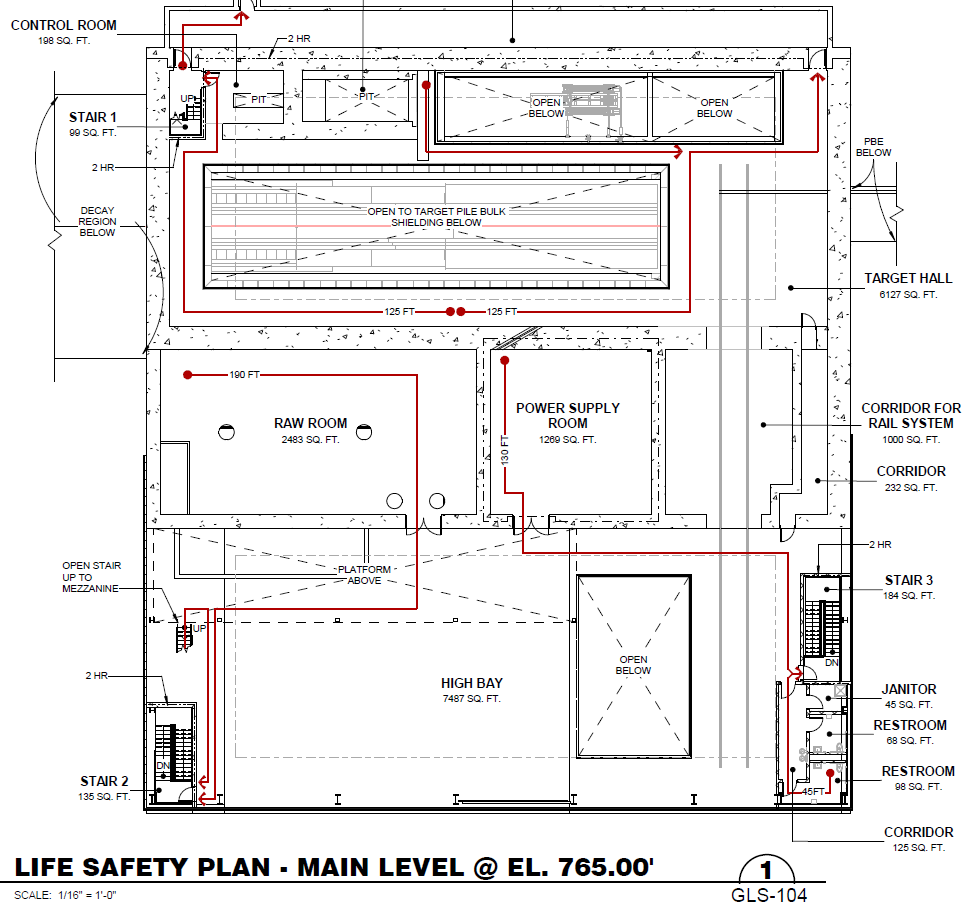 CONTROL ROOM
198 SQ. FT.
2 HR
UP
PIT
PIT
OPEN
BELOW
OPEN
BELOW
STAIR 1
99 SQ. FT.
2 HR
PBE
BELOW
DECAY
REGION
BELOW
OPEN TO TARGET PILE BULK
SHIELDING BELOW
TARGET HALL
6127 SQ. FT.
125 FT
125 FT
190 FT
RAW ROOM
2483 SQ. FT.
POWER SUPPLY
ROOM
1269 SQ. FT.
130 FT
CORRIDOR FOR
RAIL SYSTEM
1000 SQ. FT.
CORRIDOR
232 SQ. FT.
2 HR
OPEN STAIR
UP TO
MEZZANINE
PLATFORM
ABOVE
STAIR 3
184 SQ. FT.
UP
DN
OPEN
BELOW
2 HR
HIGH BAY
7487 SQ. FT.
JANITOR
45 SQ. FT.
RESTROOM
68 SQ. FT.
DN
STAIR 2
135 SQ. FT.
RESTROOM
98 SQ. FT.
45FT
CORRIDOR
125 SQ. FT.
LIFE SAFETY PLAN - MAIN LEVEL @ EL. 765.00'
1
GLS-104
SCALE: 1/16" = 1'-0"